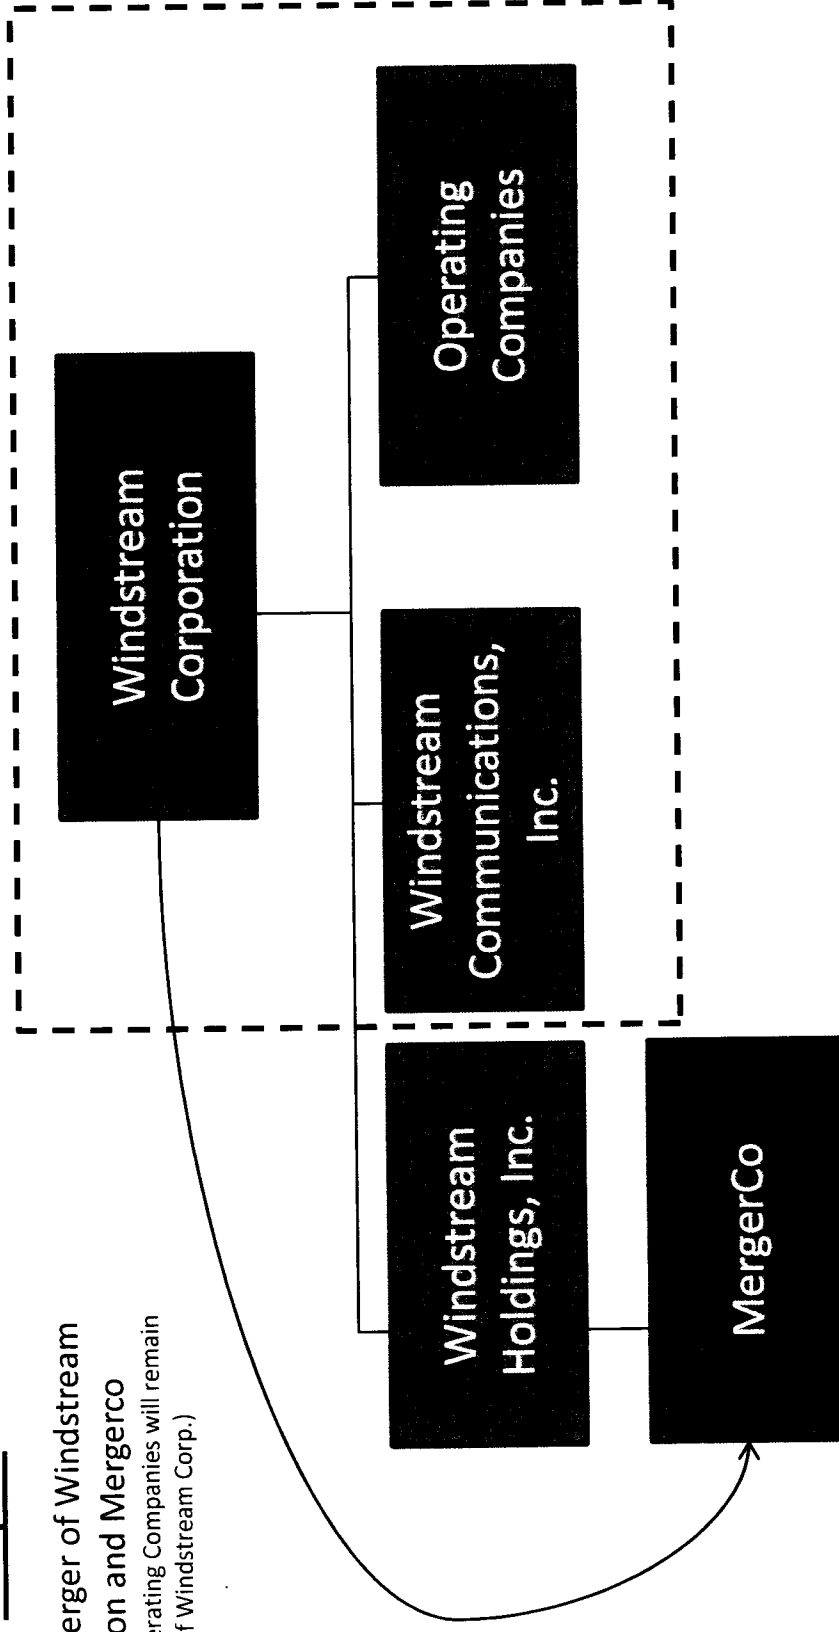 erger of Windstream
on and Mergerco
erating Companies will remain
f Windstream Corp.)
Windstream
Corporation
Windstream
Holdings, Inc.
Windstream
Communications,
Inc.
Operating
Companies
MergerCo